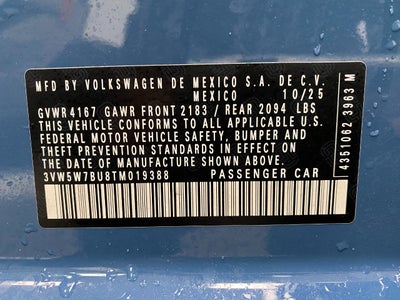 MFD BY VOLKSWAGEN DE MEXICO S.A. DE C.V.
MEXICO 10/25
GVWR 4167 GAWR FRONT 2183 / REAR 2094 LBS
THIS VEHICLE CONFORMS TO ALL APPLICABLE U.S.
FEDERAL MOTOR VEHICLE SAFETY, BUMPER AND
THEFT PREVENTION STANDARDS IN EFFECT ON THE
DATE OF MANUFACTURE SHOWN ABOVE.
3VW5W7BU8TM019388 PASSENGER CAR
4351062 3963 M